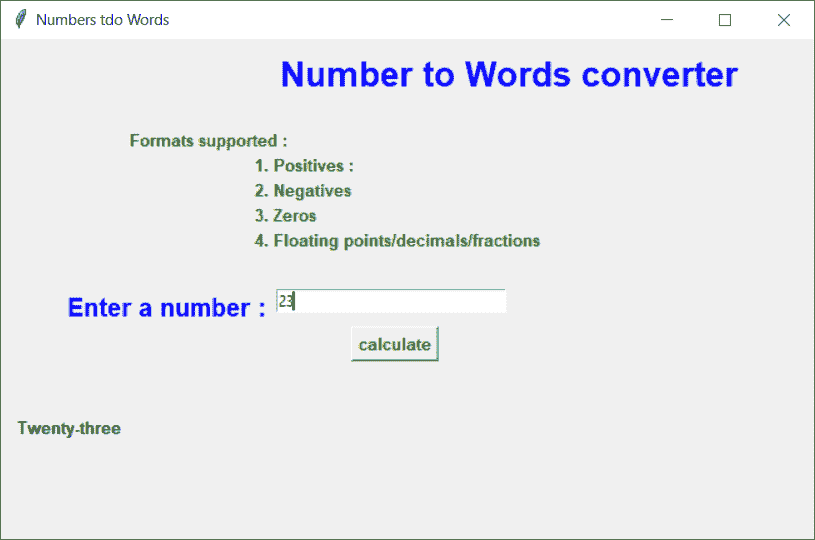 Numbers tdo Words
Number to Words converter
Formats supported :
1. Positives :
2. Negatives
3. Zeros
4. Floating points/decimals/fractions
Enter a number : 23
calculate
Twenty-three